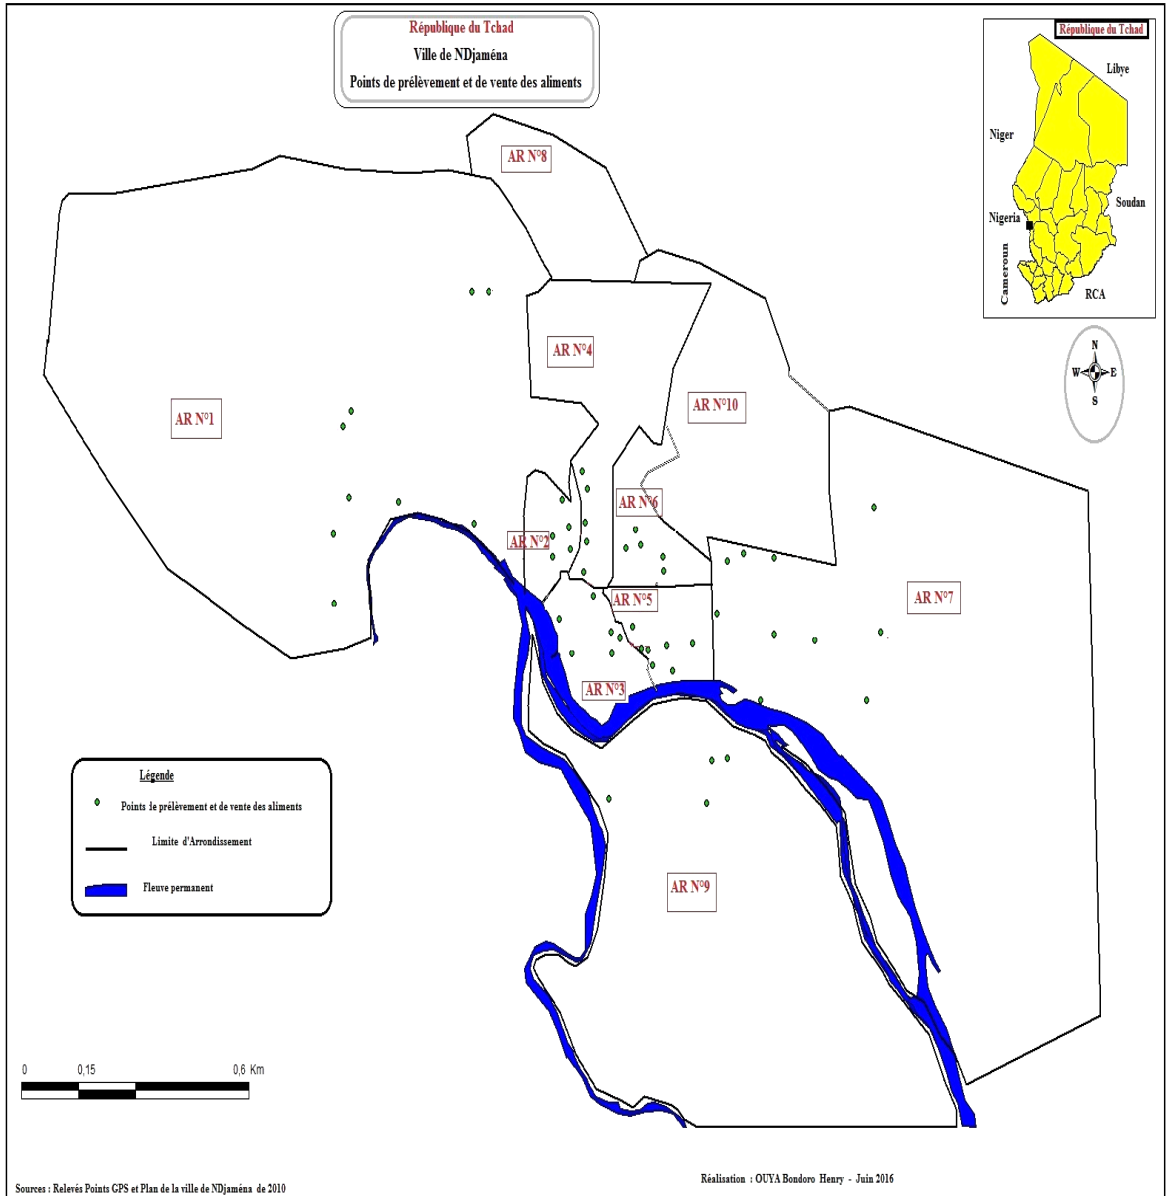 République du Tchad
Ville de NDjaména
Points de prélèvement et de vente des aliments
République du Tchad
Libye
Niger
Soudan
Nigeria
Cameroun
RCA
N
W E
S
AR N°8
AR N°4
AR N°1
AR N°10
AR N°6
AR N°2
AR N°5
AR N°7
AR N°3
AR N°9
Légende
Points de prélèvement et de vente des aliments
Limite d'Arrondissement
Fleuve permanent
0 0,15 0,6 Km
Sources : Relevés Points GPS et Plan de la ville de NDjaména de 2010
Réalisation : OUYA Bondoro Henry - Juin 2016